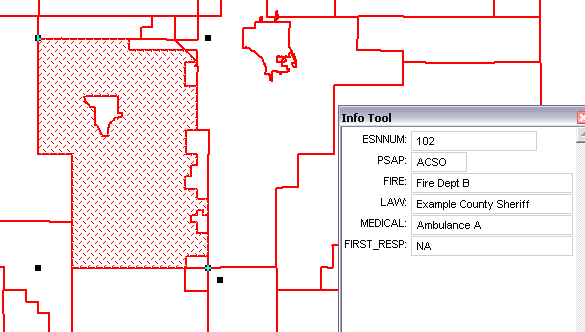 Info Tool
ESNNUM: 102
PSAP: ACSO
FIRE: Fire Dept B
LAW: Example County Sheriff
MEDICAL: Ambulance A
FIRST_RESP: NA